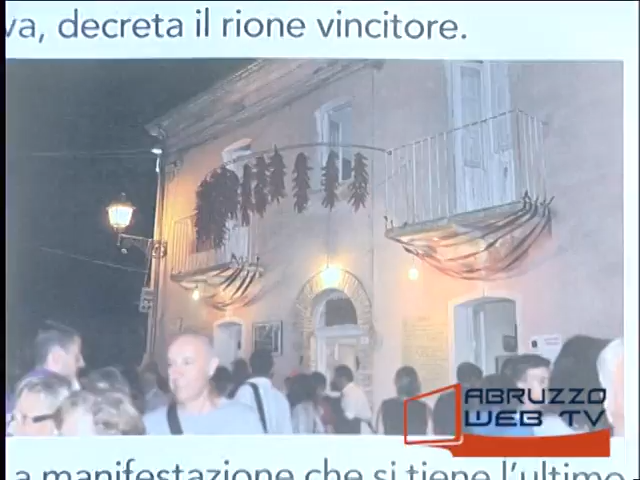 va, decreta il rione vincitore.
ABRUZZO
WEB TV
a manifestazione che si tiene l'ultimo